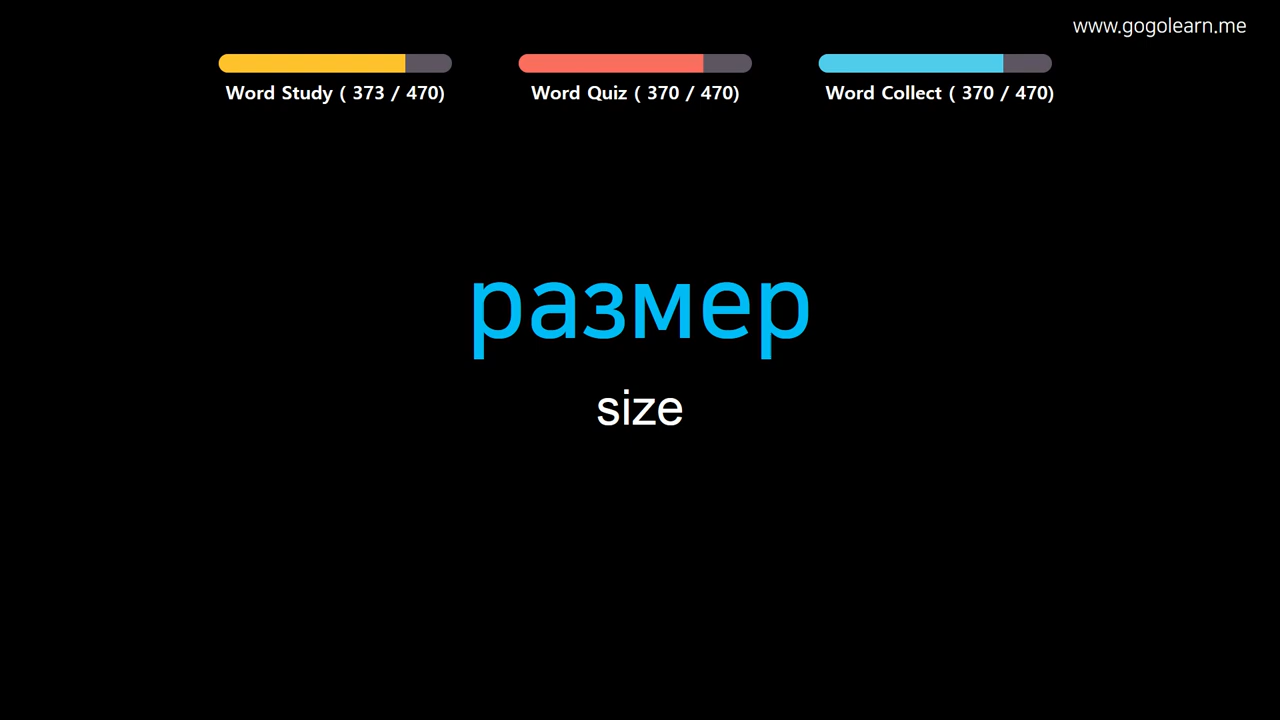 www.gogolearn.me
Word Study ( 373 / 470)
Word Quiz ( 370 / 470)
Word Collect ( 370 / 470)
размер
size